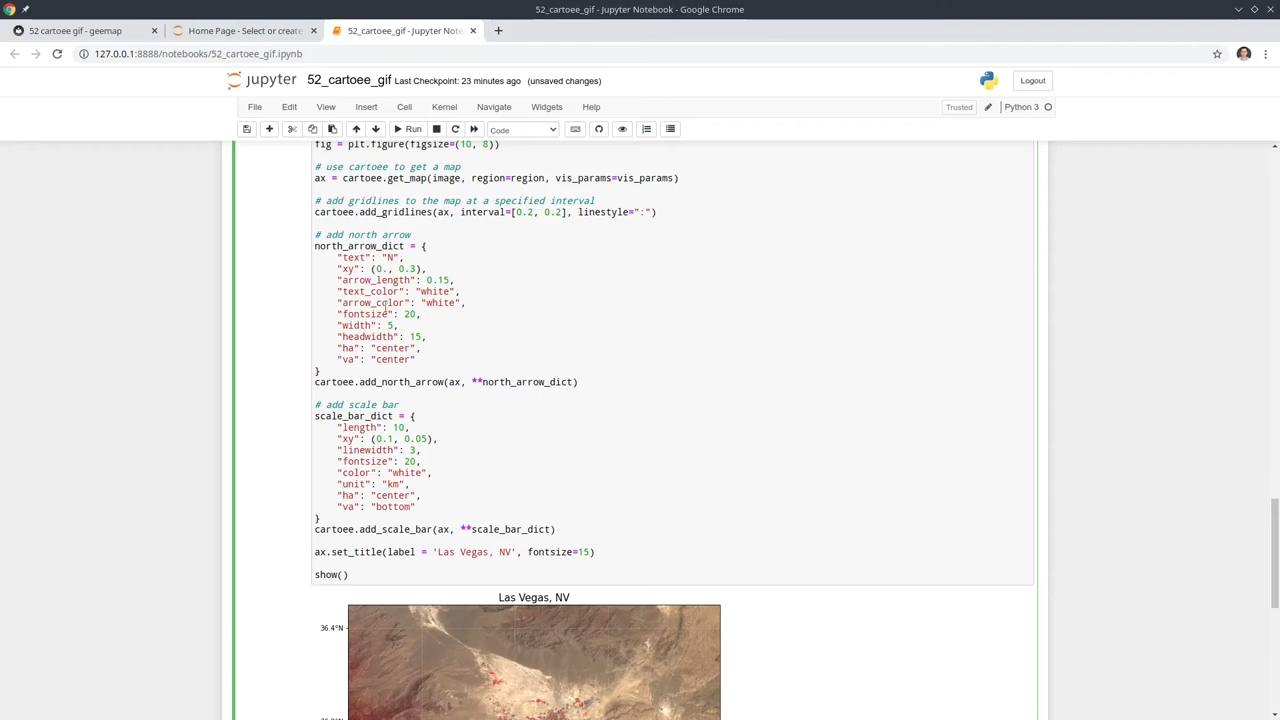 52_cartoee_gif - Jupyter Notebook - Google Chrome
52 cartoee gif - geemap
Home Page - Select or create
52_cartoee_gif - Jupyter Note
127.0.0.1:8888/notebooks/52_cartoee_gif.ipynb
jupyter 52_cartoee_gif Last Checkpoint: 23 minutes ago (unsaved changes)
Logout
File Edit View Insert Cell Kernel Navigate Widgets Help
Trusted Python 3
Run Code
fig = plt.figure(figsize=(10, 8))
# use cartoee to get a map
ax = cartoee.get_map(image, region=region, vis_params=vis_params)
# add gridlines to the map at a specified interval
cartoee.add_gridlines(ax, interval=[0.2, 0.2], linestyle=":")
# add north arrow
north_arrow_dict = {
"text": "N",
"xy": (0., 0.3),
"arrow_length": 0.15,
"text_color": "white",
"arrow_color": "white",
"fontsize": 20,
"width": 5,
"headwidth": 15,
"ha": "center",
"va": "center"
}
cartoee.add_north_arrow(ax, **north_arrow_dict)
# add scale bar
scale_bar_dict = {
"length": 10,
"xy": (0.1, 0.05),
"linewidth": 3,
"fontsize": 20,
"color": "white",
"unit": "km",
"ha": "center",
"va": "bottom"
}
cartoee.add_scale_bar(ax, **scale_bar_dict)
ax.set_title(label = 'Las Vegas, NV', fontsize=15)
show()
Las Vegas, NV
36.4°N